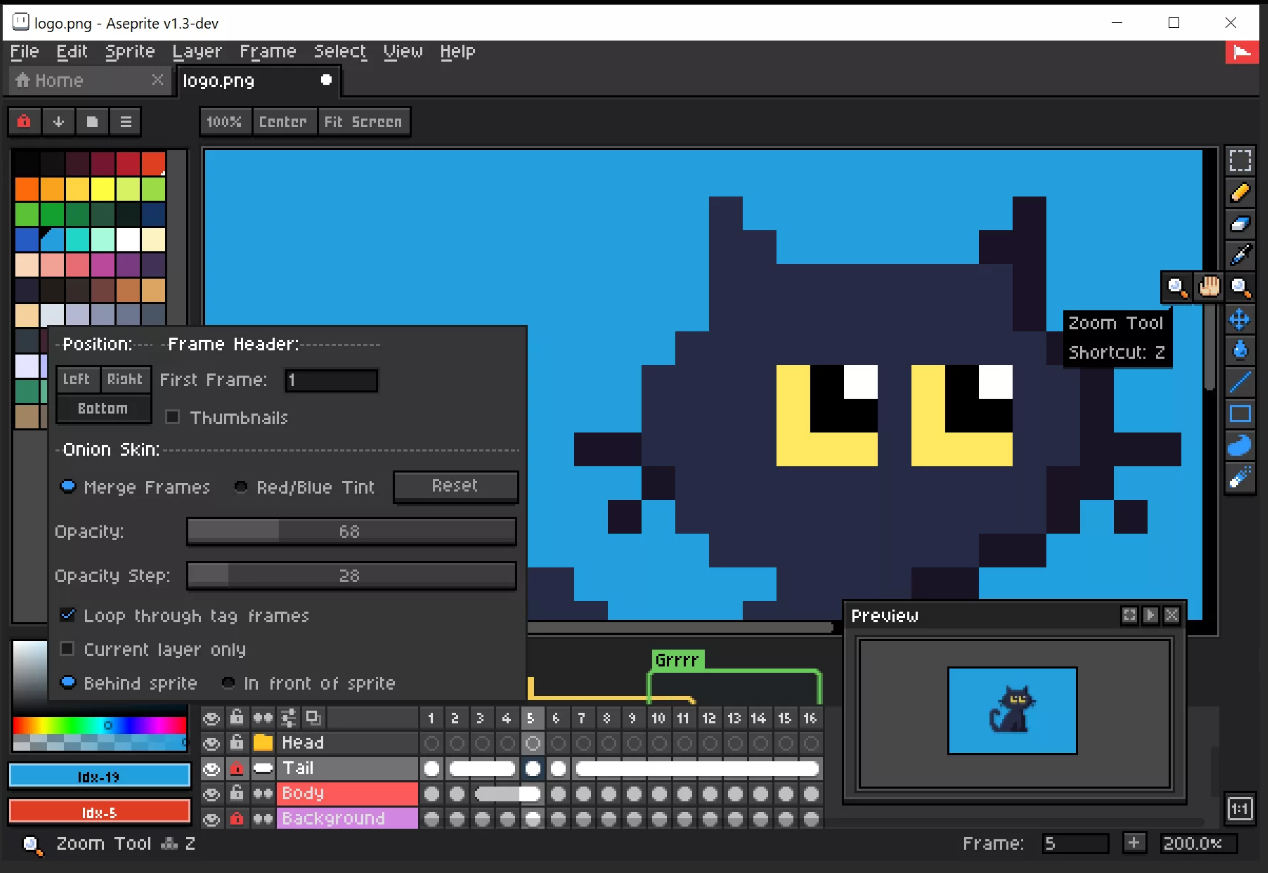 logo.png - Aseprite v1.3-dev
File Edit Sprite Layer Frame Select View Help
Home
logo.png
100% Center Fit Screen
Zoom Tool
Shortcut: Z
Position:
Frame Header:
Left Right
First Frame: 1
Bottom
Thumbnails
Onion Skin:
Merge Frames
Red/Blue Tint
Reset
Opacity: 68
Opacity Step: 28
Loop through tag frames
Current layer only
Behind sprite
In front of sprite
Preview
Grrrr
1 2 3 4 5 6 7 8 9 10 11 12 13 14 15 16
Head
Tail
Idx-19
Body
Idx-5
Background
1:1
Zoom Tool Z
Frame: 5 + 200.0%